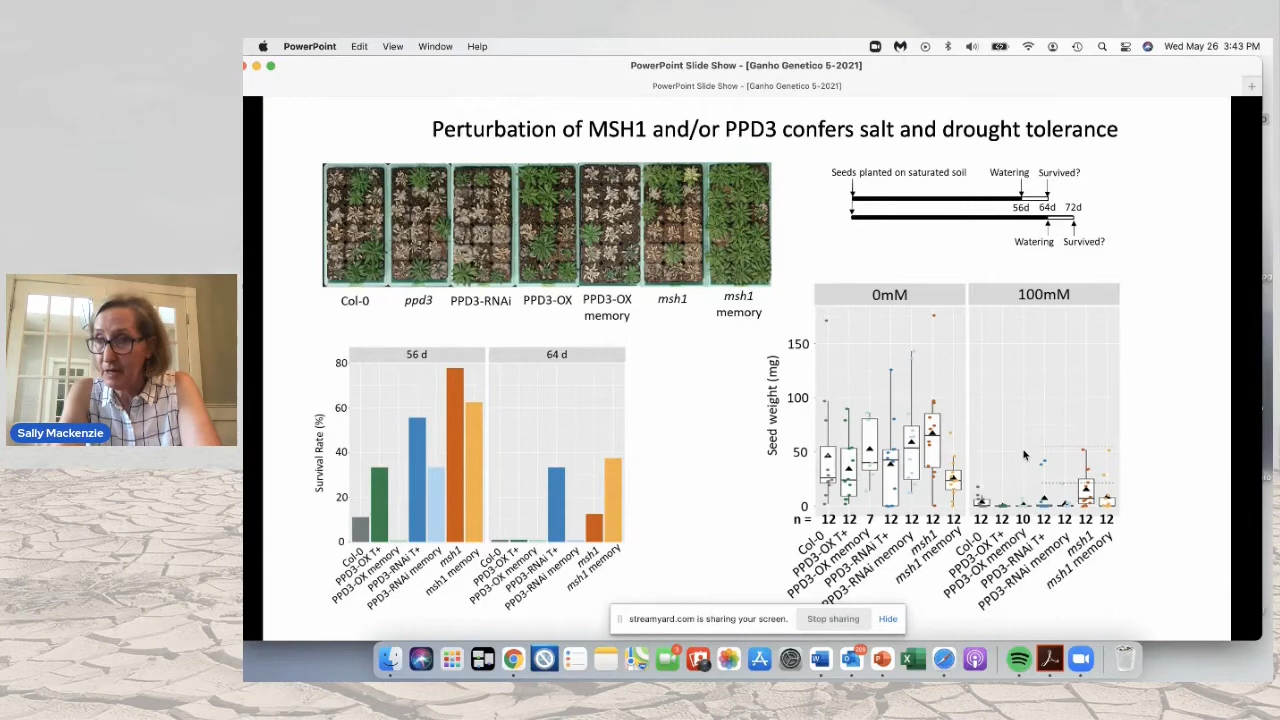 PowerPoint Edit View Window Help
Wed May 26 3:43 PM
PowerPoint Slide Show - [Ganho Genetico 5-2021]
PowerPoint Slide Show - [Ganho Genetico 5-2021]
Perturbation of MSH1 and/or PPD3 confers salt and drought tolerance
Col-0
ppd3
PPD3-RNAi
PPD3-OX
PPD3-OX
memory
msh1
msh1
memory
Seeds planted on saturated soil
Watering
Survived?
56d 64d 72d
Watering
Survived?
Sally Mackenzie
56 d
64 d
Survival Rate (%)
80
60
40
20
0
Col-0
PPD3-OX T+
PPD3-OX memory
PPD3-RNAi T+
PPD3-RNAi memory
msh1
msh1 memory
Col-0
PPD3-OX T+
PPD3-OX memory
PPD3-RNAi T+
PPD3-RNAi memory
msh1
msh1 memory
0mM
100mM
Seed weight (mg)
150
100
50
0
n = 12 12 7 12 12 12 12 12 12 10 12 12 12 12
Col-0
PPD3-OX T+
PPD3-OX memory
PPD3-RNAi T+
PPD3-RNAi memory
msh1
msh1 memory
Col-0
PPD3-OX T+
PPD3-OX memory
PPD3-RNAi T+
PPD3-RNAi memory
msh1
msh1 memory
streamyard.com is sharing your screen.
Stop sharing
Hide